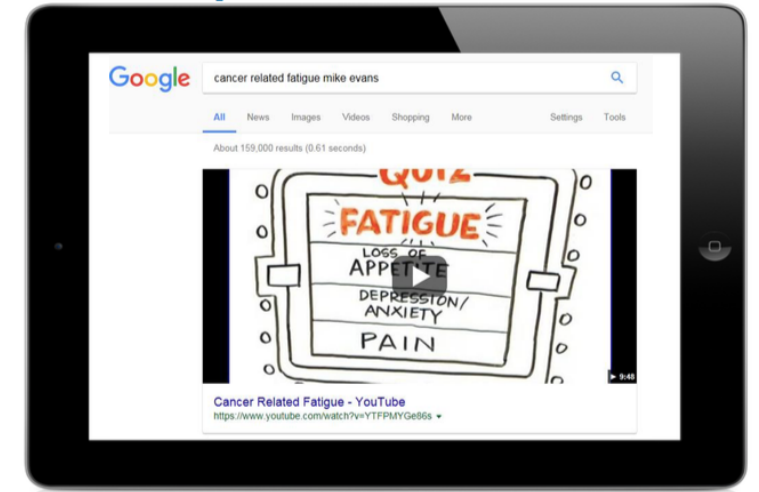 Google
cancer related fatigue mike evans
All News Images Videos Shopping More Settings Tools
About 159,000 results (0.61 seconds)
QUIZ
FATIGUE
LOSS OF
APPETITE
DEPRESSION/
ANXIETY
PAIN
9:48
Cancer Related Fatigue - YouTube
https://www.youtube.com/watch?v=YTFPMYGe86s